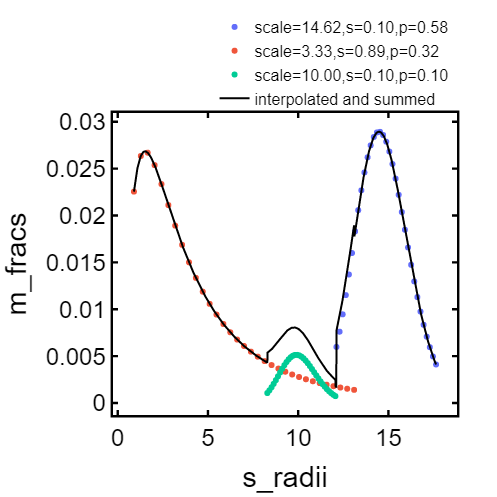 scale=14.62,s=0.10,p=0.58
scale=3.33,s=0.89,p=0.32
scale=10.00,s=0.10,p=0.10
interpolated and summed
0.03
0.025
0.02
0.015
0.01
0.005
0
m_fracs
0 5 10 15
s_radii